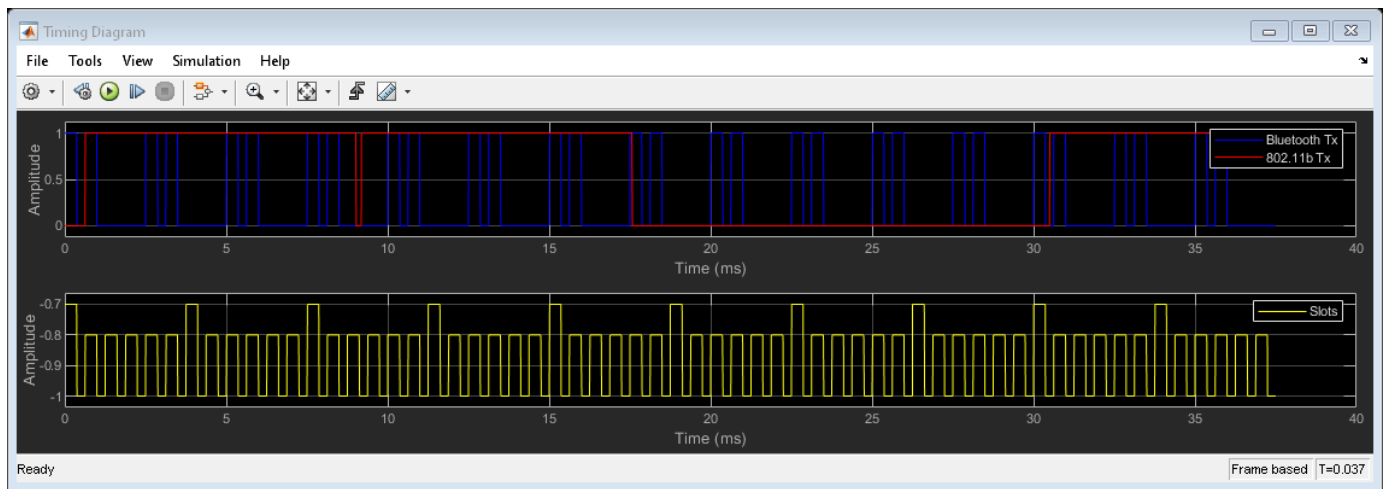 Timing Diagram
File Tools View Simulation Help
Amplitude
1
0.5
0
Bluetooth Tx
802.11b Tx
0 5 10 15 20 25 30 35 40
Time (ms)
Amplitude
-0.7
-0.8
-0.9
-1
Slots
0 5 10 15 20 25 30 35 40
Time (ms)
Ready Frame based T=0.037